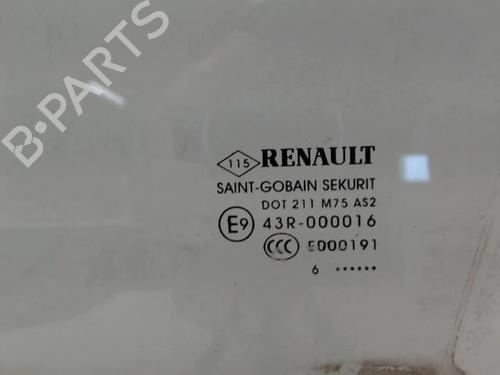 B-PARTS
115 RENAULT
SAINT-GOBAIN SEKURIT
DOT 211 M75 AS2
E9 43R-000016
CCC E000191
6 ......